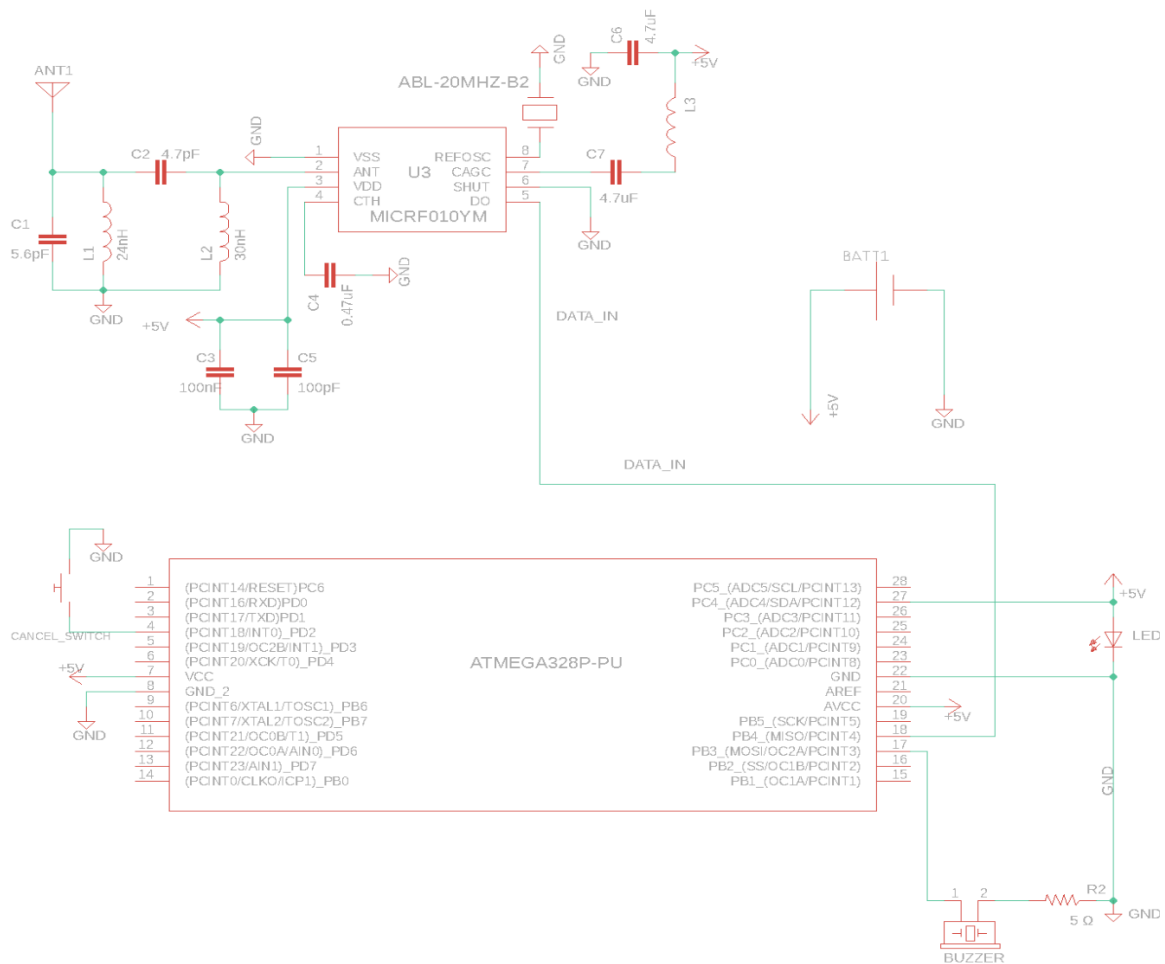 ANT1
C2 4.7pF
C1
5.6pF
L1
24nH
L2
30nH
GND
GND
ABL-20MHZ-B2
GND
C6
4.7uF
GND
+5V
L3
1 VSS
2 ANT
3 VDD
4 CTH
U3
MICRF010YM
REFOSC 8
CAGC 7
SHUT 6
DO 5
C7
4.7uF
GND
C4
0.47uF
GND
+5V
C3
100nF
C5
100pF
GND
DATA_IN
BATT1
+5V
GND
DATA_IN
GND
CANCEL_SWITCH
+5V
GND
1 (PCINT14/RESET)PC6
2 (PCINT16/RXD)PD0
3 (PCINT17/TXD)PD1
4 (PCINT18/INT0)_PD2
5 (PCINT19/OC2B/INT1)_PD3
6 (PCINT20/XCK/T0)_PD4
7 VCC
8 GND_2
9 (PCINT6/XTAL1/TOSC1)_PB6
10 (PCINT7/XTAL2/TOSC2)_PB7
11 (PCINT21/OC0B/T1)_PD5
12 (PCINT22/OC0A/AIN0)_PD6
13 (PCINT23/AIN1)_PD7
14 (PCINT0/CLKO/ICP1)_PB0
ATMEGA328P-PU
PC5_(ADC5/SCL/PCINT13) 28
PC4_(ADC4/SDA/PCINT12) 27
PC3_(ADC3/PCINT11) 26
PC2_(ADC2/PCINT10) 25
PC1_(ADC1/PCINT9) 24
PC0_(ADC0/PCINT8) 23
GND 22
AREF 21
AVCC 20
PB5_(SCK/PCINT5) 19
PB4_(MISO/PCINT4) 18
PB3_(MOSI/OC2A/PCINT3) 17
PB2_(SS/OC1B/PCINT2) 16
PB1_(OC1A/PCINT1) 15
+5V
+5V
LED
GND
1 2
BUZZER
R2
5 Ω
GND